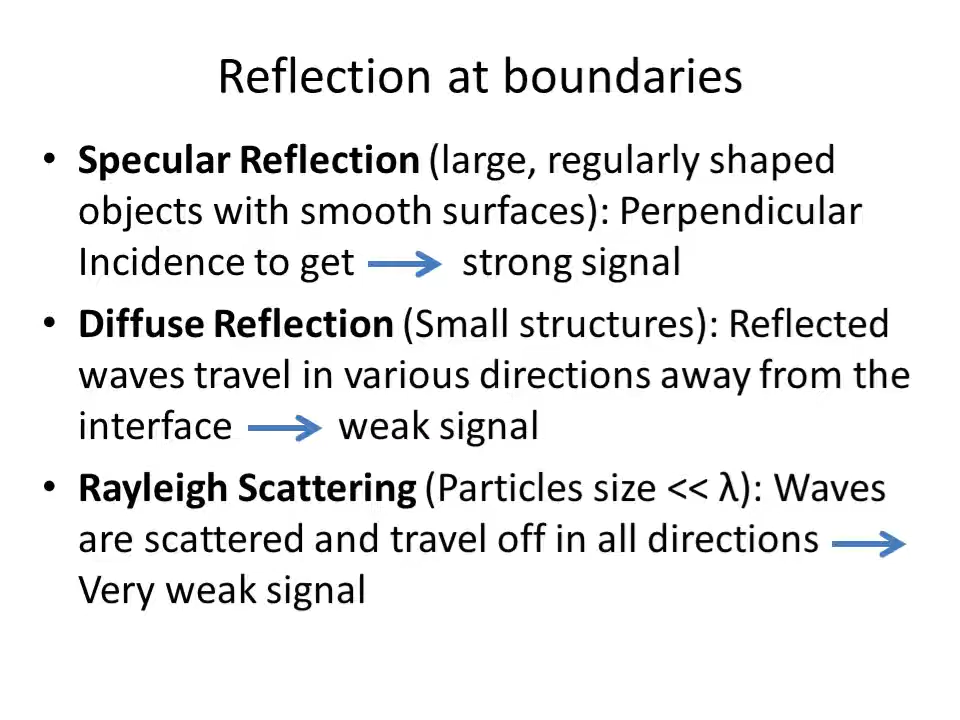 Reflection at boundaries
• Specular Reflection (large, regularly shaped
objects with smooth surfaces): Perpendicular
Incidence to get → strong signal
• Diffuse Reflection (Small structures): Reflected
waves travel in various directions away from the
interface → weak signal
• Rayleigh Scattering (Particles size << λ): Waves
are scattered and travel off in all directions →
Very weak signal